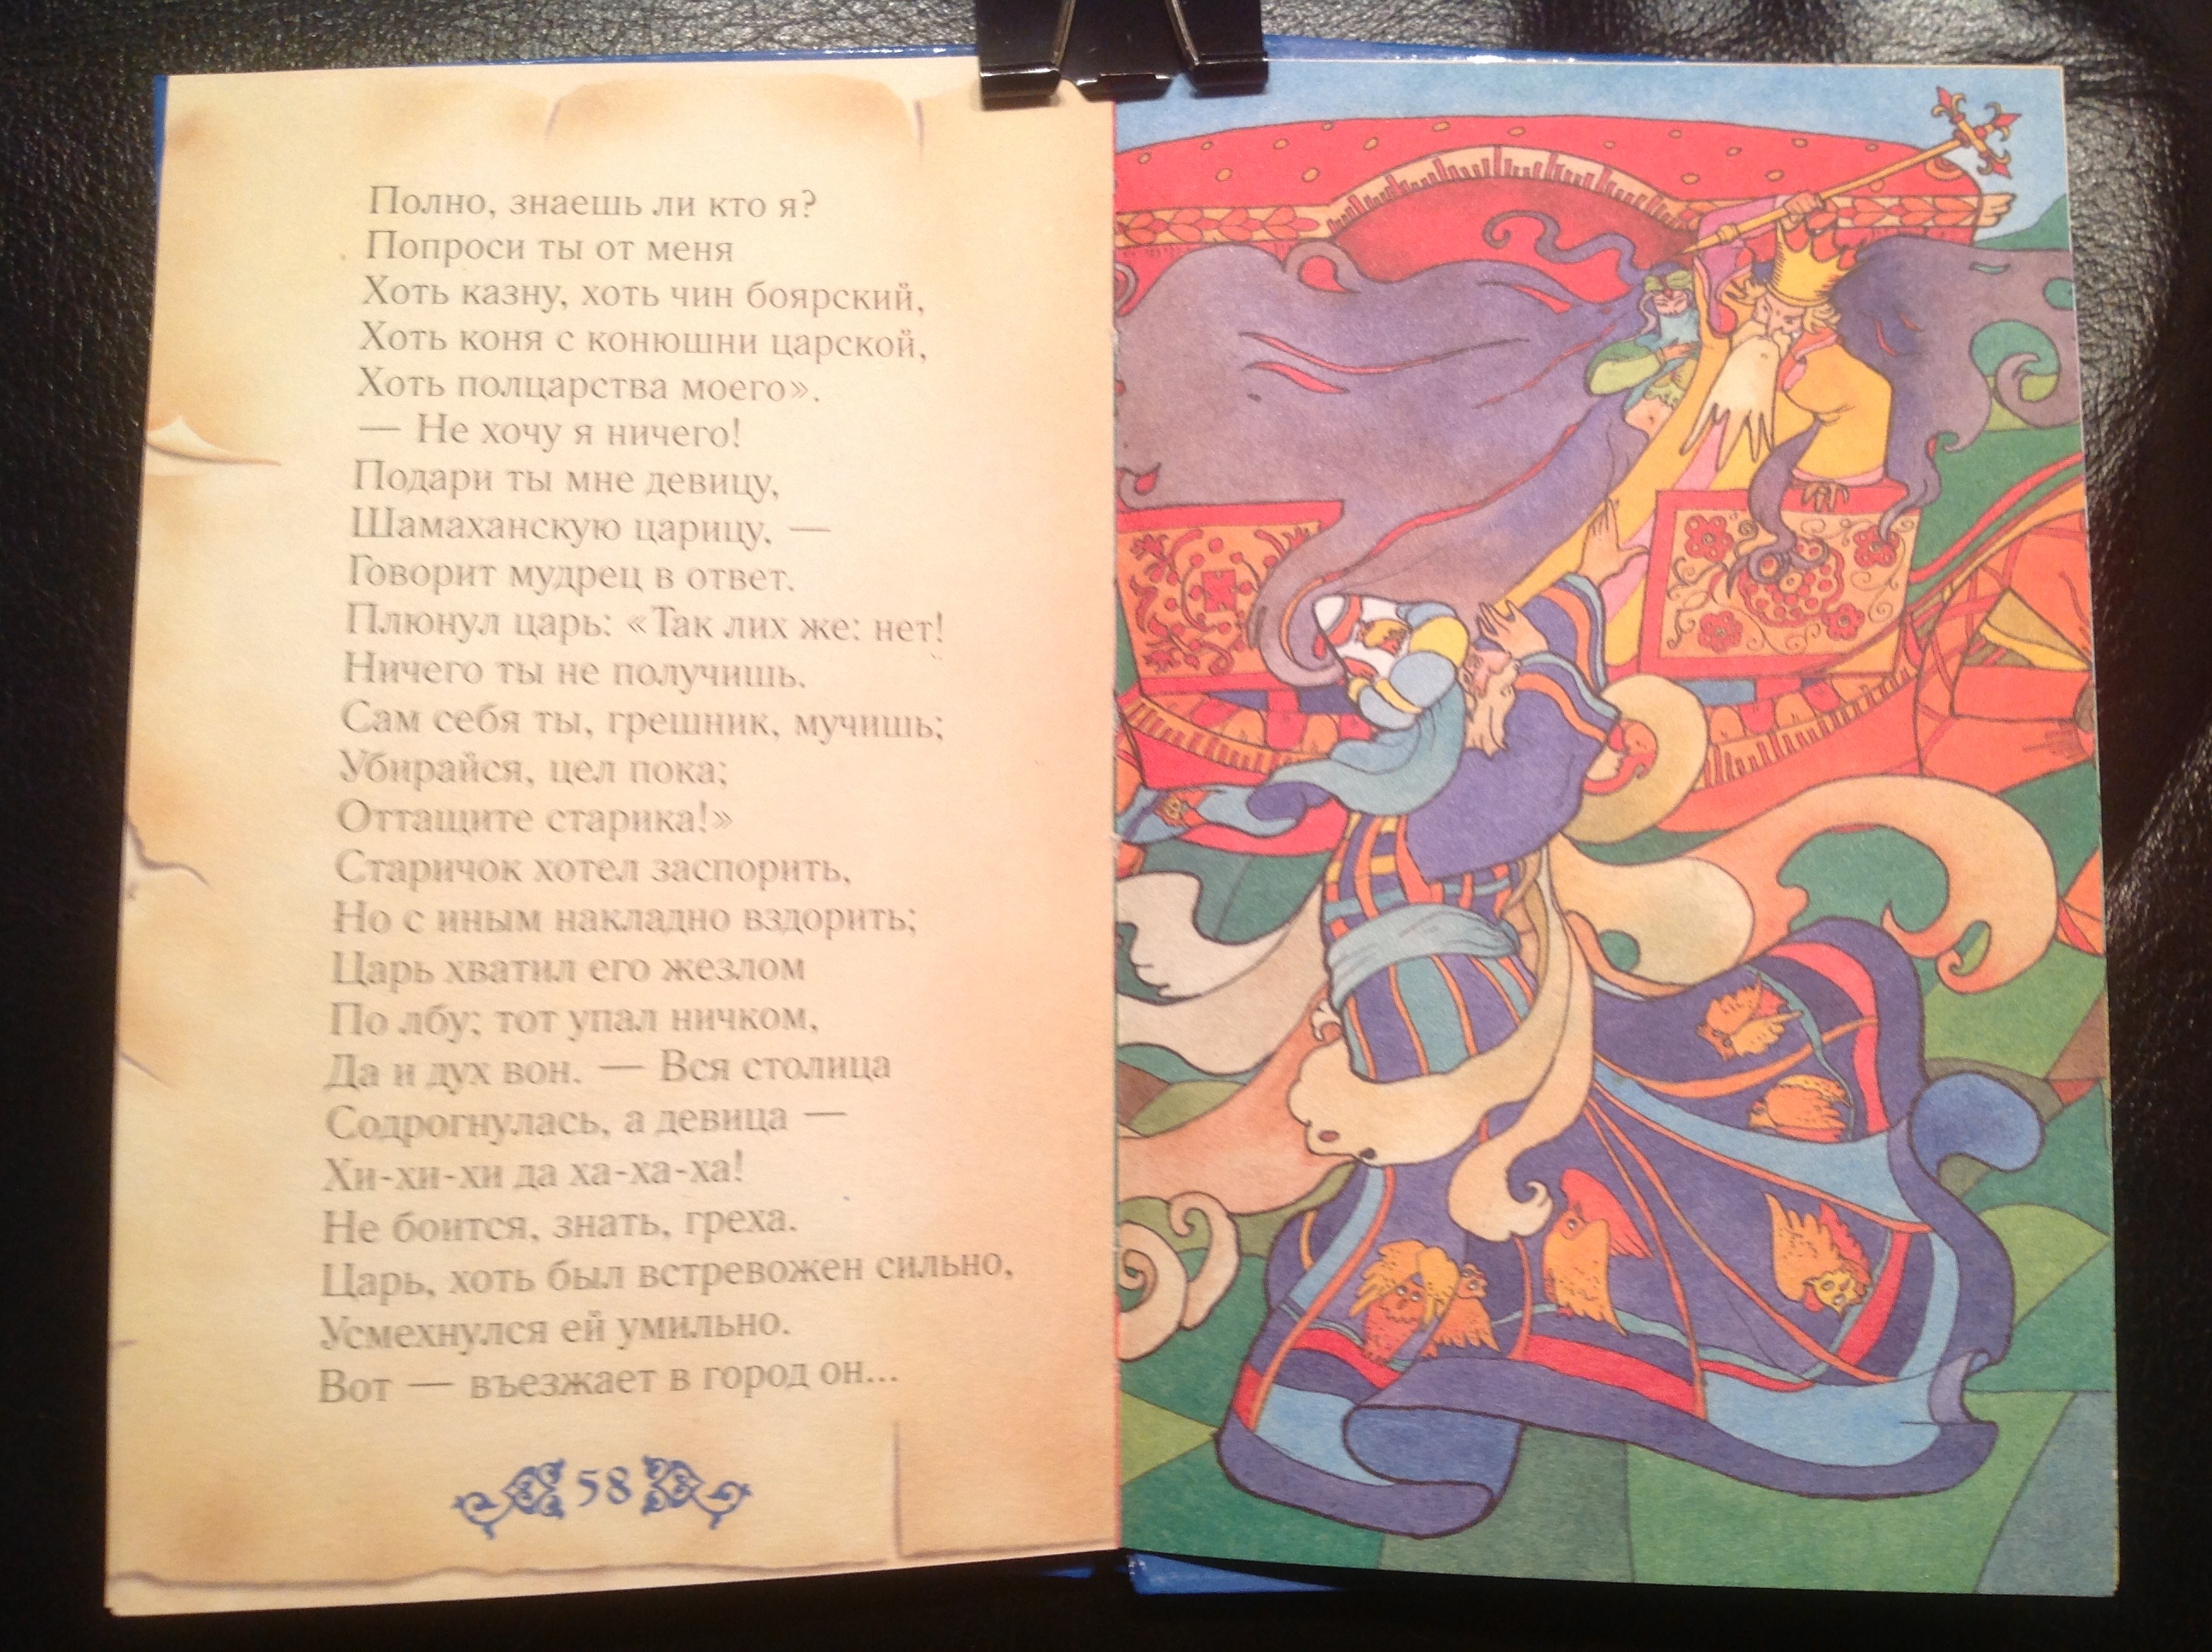 Полно, знаешь ли кто я?
Попроси ты от меня
Хоть казну, хоть чин боярский,
Хоть коня с конюшни царской,
Хоть полцарства моего».
— Не хочу я ничего!
Подари ты мне девицу,
Шамаханскую царицу, —
Говорит мудрец в ответ.
Плюнул царь: «Так лих же: нет!
Ничего ты не получишь.
Сам себя ты, грешник, мучишь;
Убирайся, цел пока;
Оттащите старика!»
Старичок хотел заспорить,
Но с иным накладно вздорить;
Царь хватил его жезлом
По лбу; тот упал ничком,
Да и дух вон. — Вся столица
Содрогнулась, а девица —
Хи-хи-хи да ха-ха-ха!
Не боится, знать, греха.
Царь, хоть был встревожен сильно,
Усмехнулся ей умильно.
Вот — въезжает в город он...
58